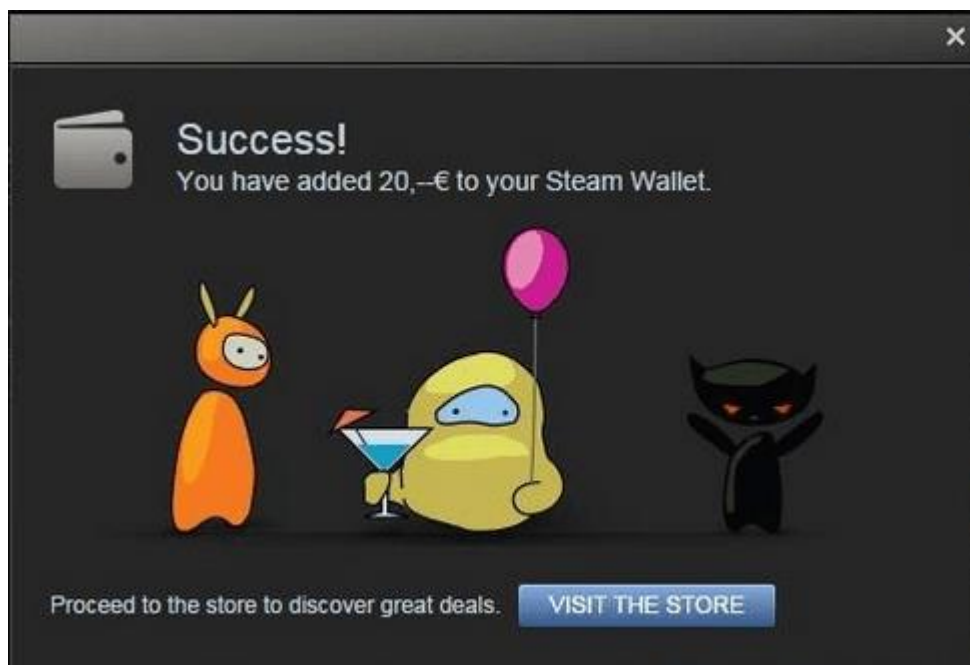 Success!
You have added 20,--€ to your Steam Wallet.
Proceed to the store to discover great deals.
VISIT THE STORE